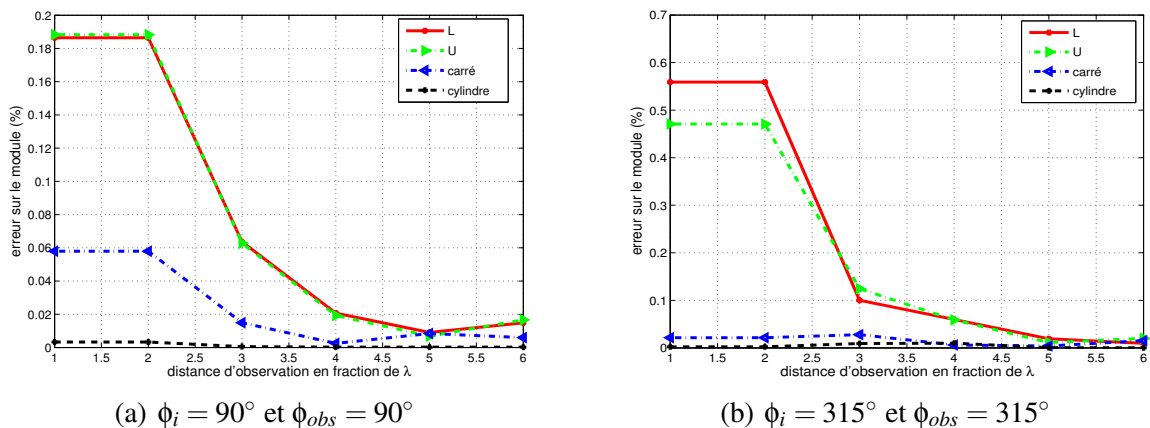 0.2
0.18
0.16
0.14
0.12
0.1
0.08
0.06
0.04
0.02
0
erreur sur le module (%)
L
U
carré
cylindre
1 1.5 2 2.5 3 3.5 4 4.5 5 5.5 6
distance d'observation en fraction de λ
(a) ϕi = 90° et ϕobs = 90°
0.7
0.6
0.5
0.4
0.3
0.2
0.1
0
erreur sur le module (%)
L
U
carré
cylindre
1 1.5 2 2.5 3 3.5 4 4.5 5 5.5 6
distance d'observation en fraction de λ
(b) ϕi = 315° et ϕobs = 315°